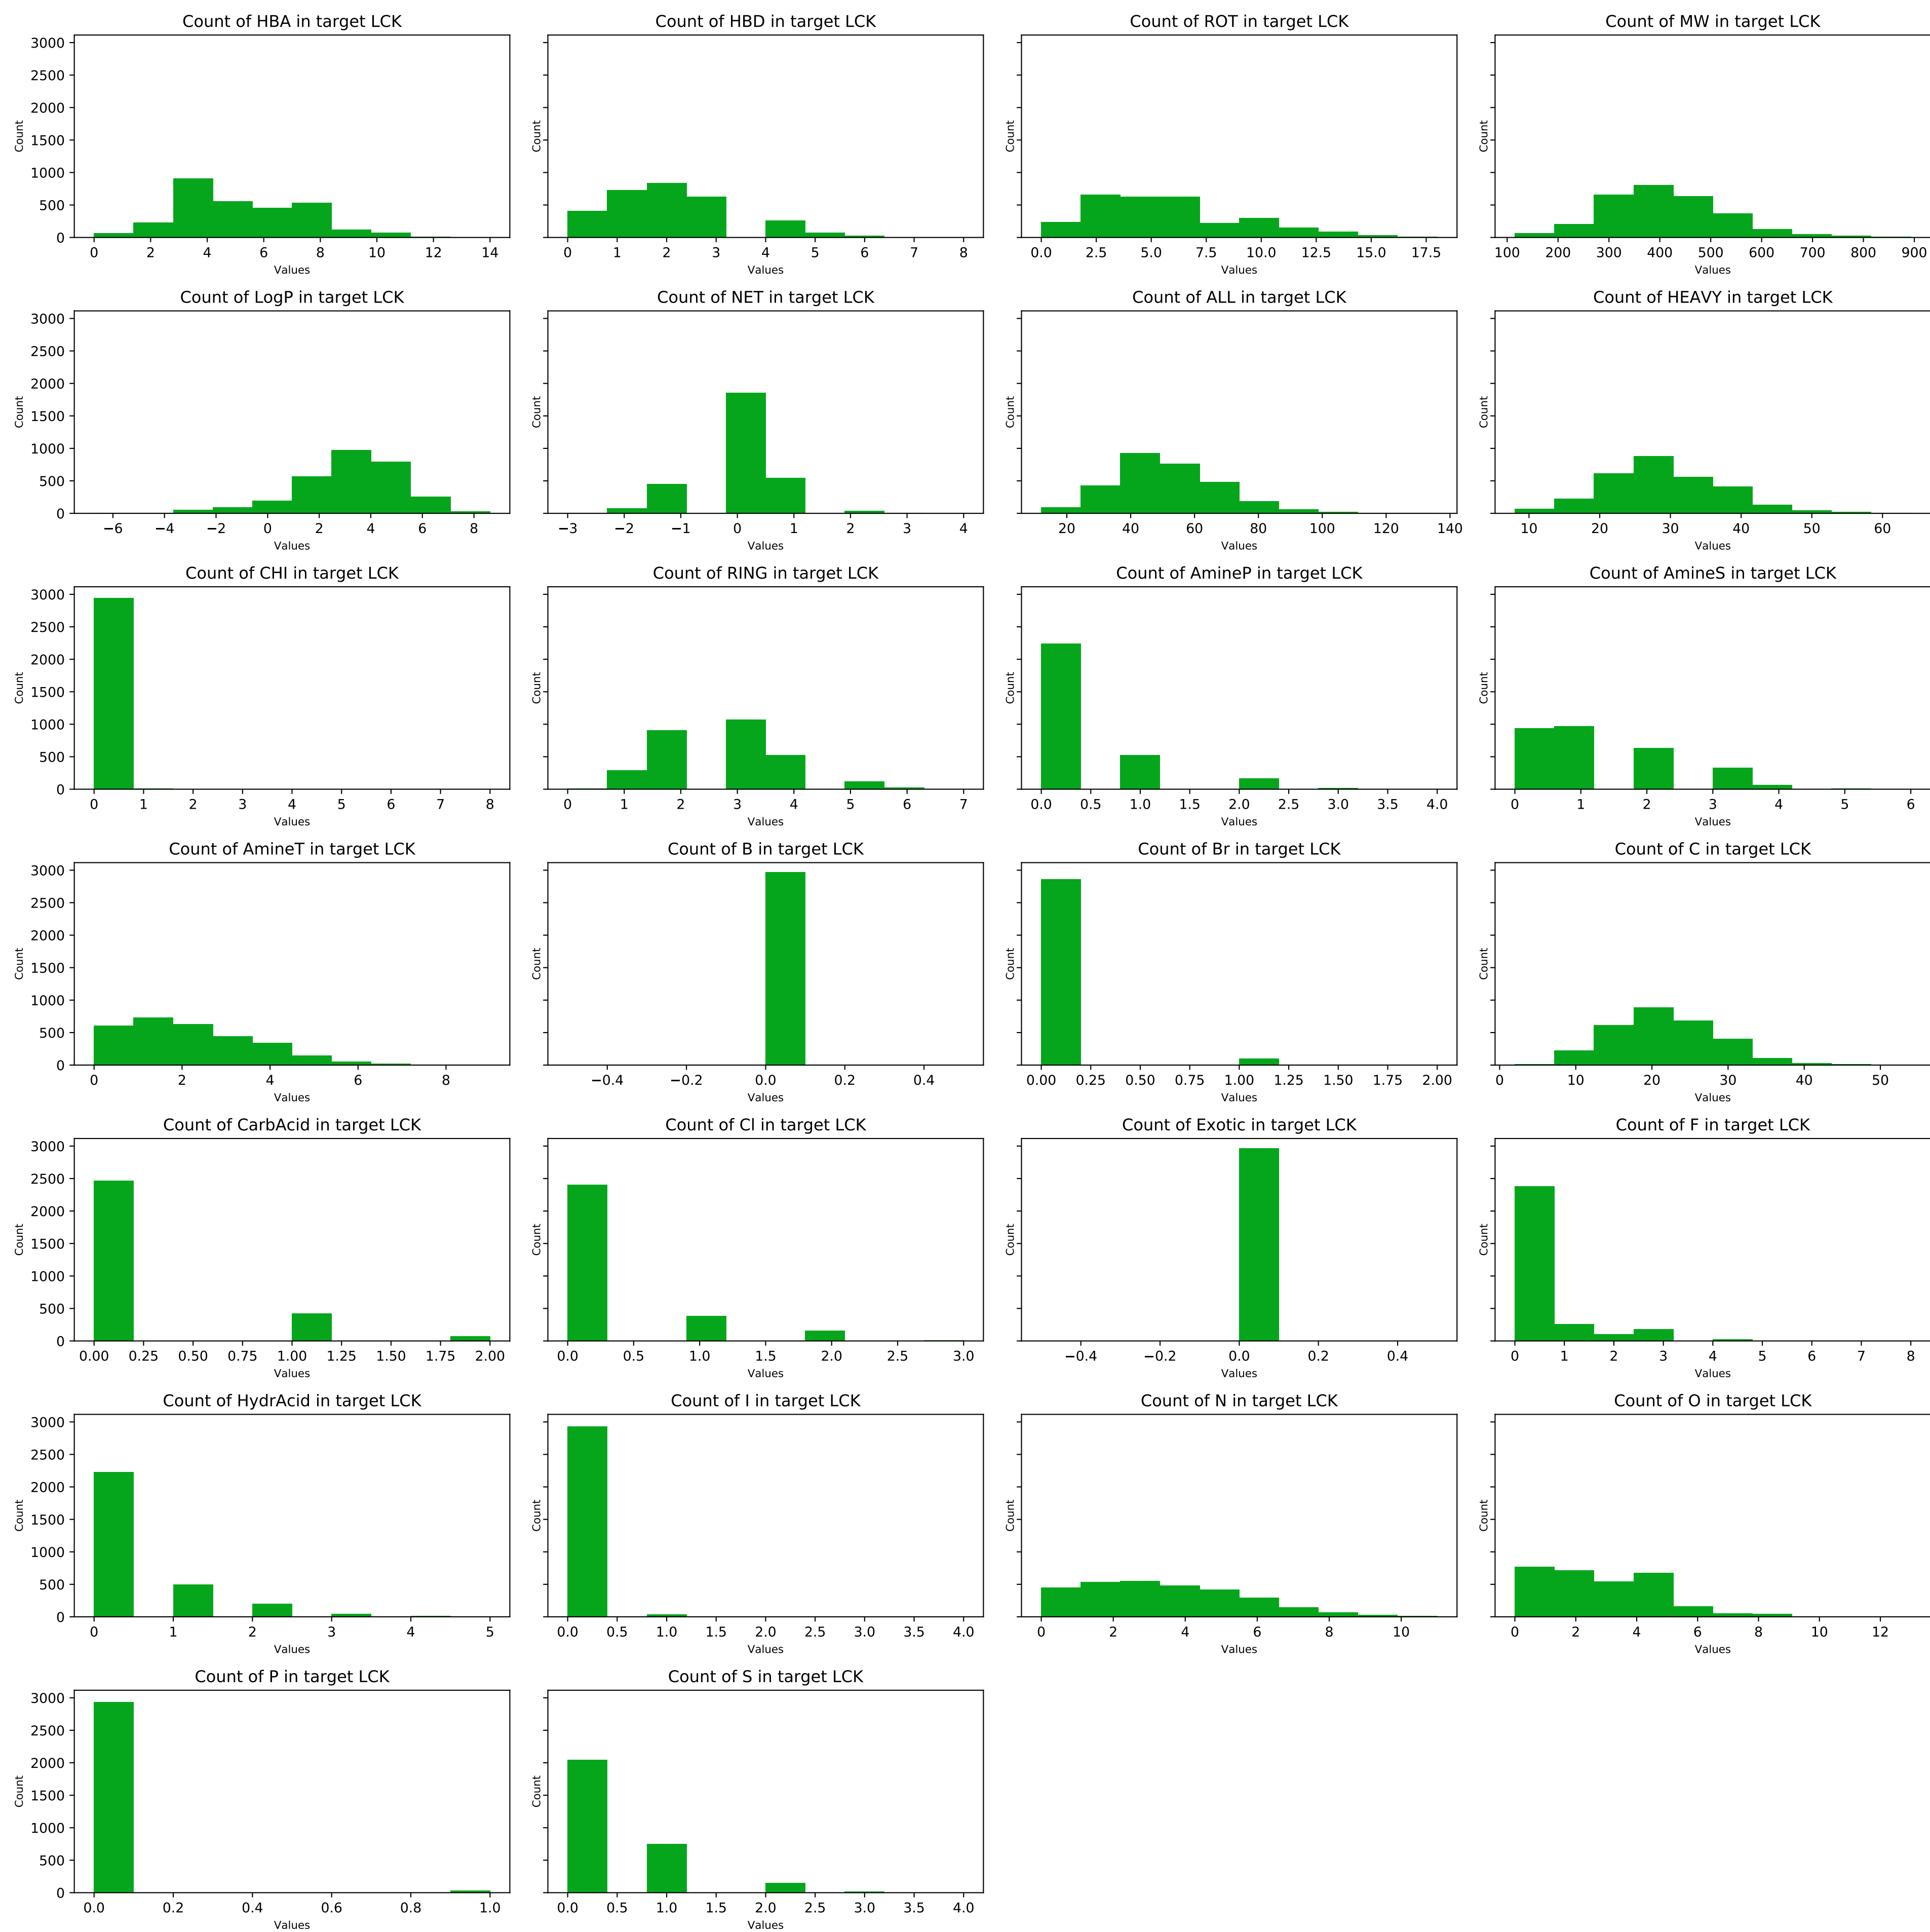 Count of HBA in target LCK
Count of HBD in target LCK
Count of ROT in target LCK
Count of MW in target LCK
3000
2500
2000
1500
1000
500
0
Count
Count
Count
Count
0 2 4 6 8 10 12 14
0 1 2 3 4 5 6 7 8
0.0 2.5 5.0 7.5 10.0 12.5 15.0 17.5
100 200 300 400 500 600 700 800 900
Values
Values
Values
Values
Count of LogP in target LCK
Count of NET in target LCK
Count of ALL in target LCK
Count of HEAVY in target LCK
3000
2500
2000
1500
1000
500
0
Count
Count
Count
Count
−6 −4 −2 0 2 4 6 8
−3 −2 −1 0 1 2 3 4
20 40 60 80 100 120 140
10 20 30 40 50 60
Values
Values
Values
Values
Count of CHI in target LCK
Count of RING in target LCK
Count of AmineP in target LCK
Count of AmineS in target LCK
3000
2500
2000
1500
1000
500
0
Count
Count
Count
Count
0 1 2 3 4 5 6 7 8
0 1 2 3 4 5 6 7
0.0 0.5 1.0 1.5 2.0 2.5 3.0 3.5 4.0
0 1 2 3 4 5 6
Values
Values
Values
Values
Count of AmineT in target LCK
Count of B in target LCK
Count of Br in target LCK
Count of C in target LCK
3000
2500
2000
1500
1000
500
0
Count
Count
Count
Count
0 2 4 6 8
−0.4 −0.2 0.0 0.2 0.4
0.00 0.25 0.50 0.75 1.00 1.25 1.50 1.75 2.00
0 10 20 30 40 50
Values
Values
Values
Values
Count of CarbAcid in target LCK
Count of Cl in target LCK
Count of Exotic in target LCK
Count of F in target LCK
3000
2500
2000
1500
1000
500
0
Count
Count
Count
Count
0.00 0.25 0.50 0.75 1.00 1.25 1.50 1.75 2.00
0.0 0.5 1.0 1.5 2.0 2.5 3.0
−0.4 −0.2 0.0 0.2 0.4
0 1 2 3 4 5 6 7 8
Values
Values
Values
Values
Count of HydrAcid in target LCK
Count of I in target LCK
Count of N in target LCK
Count of O in target LCK
3000
2500
2000
1500
1000
500
0
Count
Count
Count
Count
0 1 2 3 4 5
0.0 0.5 1.0 1.5 2.0 2.5 3.0 3.5 4.0
0 2 4 6 8 10
0 2 4 6 8 10 12
Values
Values
Values
Values
Count of P in target LCK
Count of S in target LCK
3000
2500
2000
1500
1000
500
0
Count
Count
0.0 0.2 0.4 0.6 0.8 1.0
0.0 0.5 1.0 1.5 2.0 2.5 3.0 3.5 4.0
Values
Values